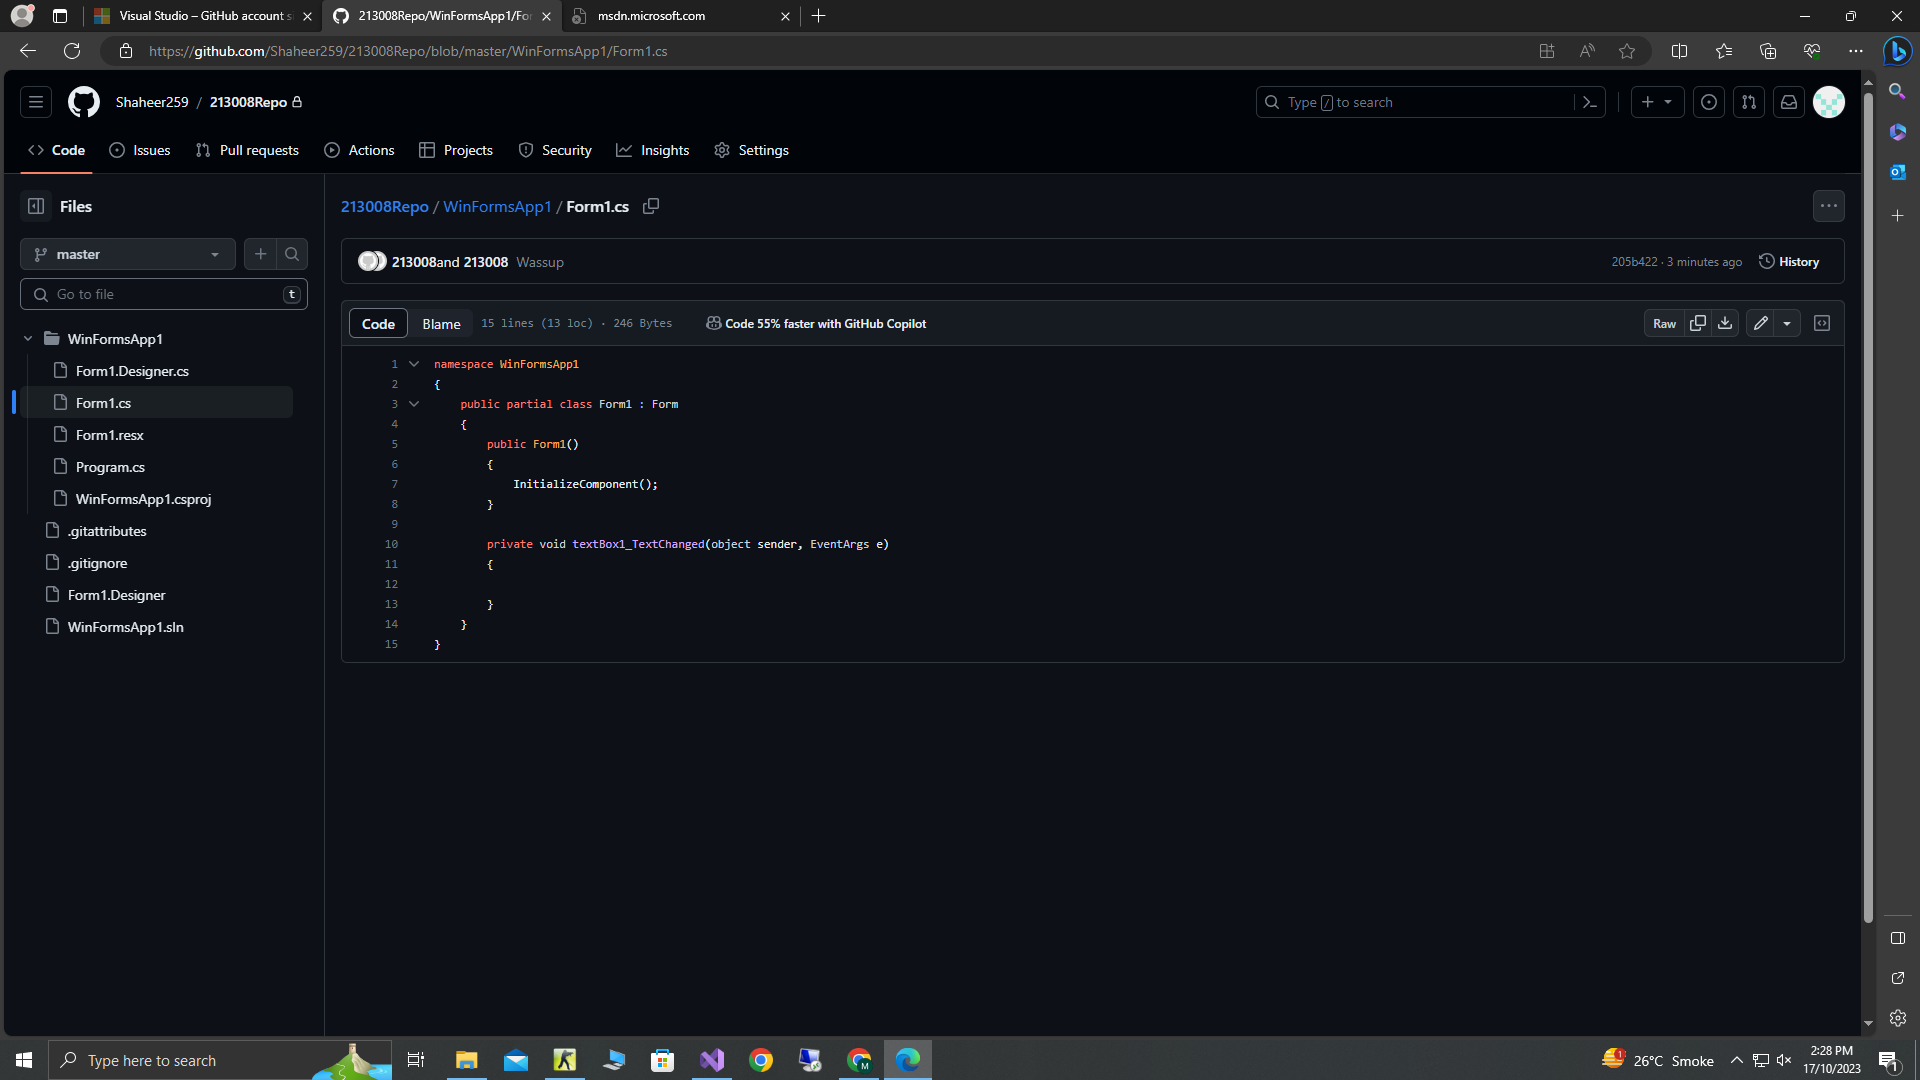 Visual Studio – GitHub account s
213008Repo/WinFormsApp1/For
msdn.microsoft.com
https://github.com/Shaheer259/213008Repo/blob/master/WinFormsApp1/Form1.cs
Shaheer259 / 213008Repo
Type / to search
Code
Issues
Pull requests
Actions
Projects
Security
Insights
Settings
Files
213008Repo / WinFormsApp1 / Form1.cs
master
213008and 213008 Wassup
205b422 · 3 minutes ago
History
Go to file
t
Code
Blame
15 lines (13 loc) · 246 Bytes
Code 55% faster with GitHub Copilot
Raw
WinFormsApp1
Form1.Designer.cs
Form1.cs
Form1.resx
Program.cs
WinFormsApp1.csproj
.gitattributes
.gitignore
Form1.Designer
WinFormsApp1.sln
1 namespace WinFormsApp1
2 {
3 public partial class Form1 : Form
4 {
5 public Form1()
6 {
7 InitializeComponent();
8 }
9
10 private void textBox1_TextChanged(object sender, EventArgs e)
11 {
12
13 }
14 }
15 }
Type here to search
M
1
26°C Smoke
2:28 PM
17/10/2023
1